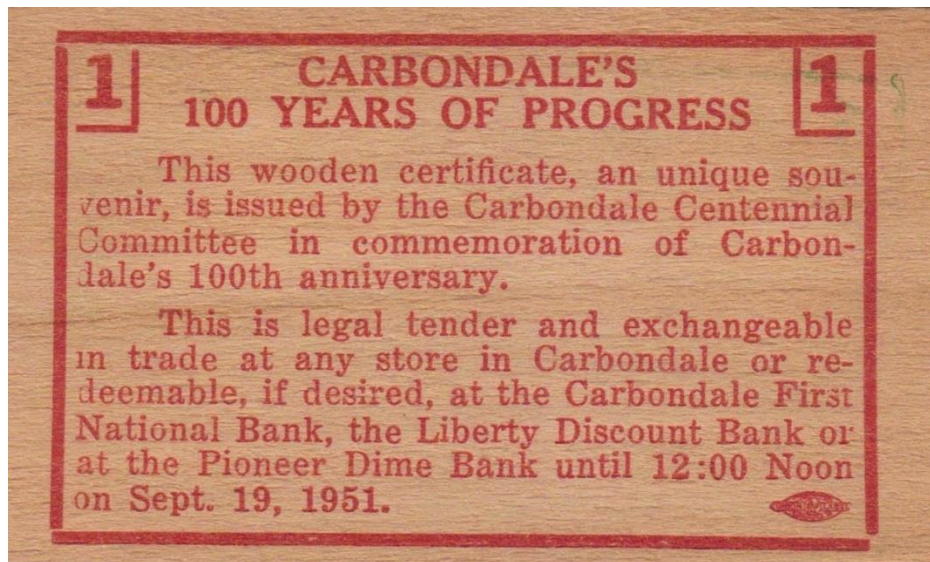 1 CARBONDALE'S 1
100 YEARS OF PROGRESS
This wooden certificate, an unique sou-
venir, is issued by the Carbondale Centennial
Committee in commemoration of Carbon-
dale's 100th anniversary.
This is legal tender and exchangeable
in trade at any store in Carbondale or re-
deemable, if desired, at the Carbondale First
National Bank, the Liberty Discount Bank or
at the Pioneer Dime Bank until 12:00 Noon
on Sept. 19, 1951.